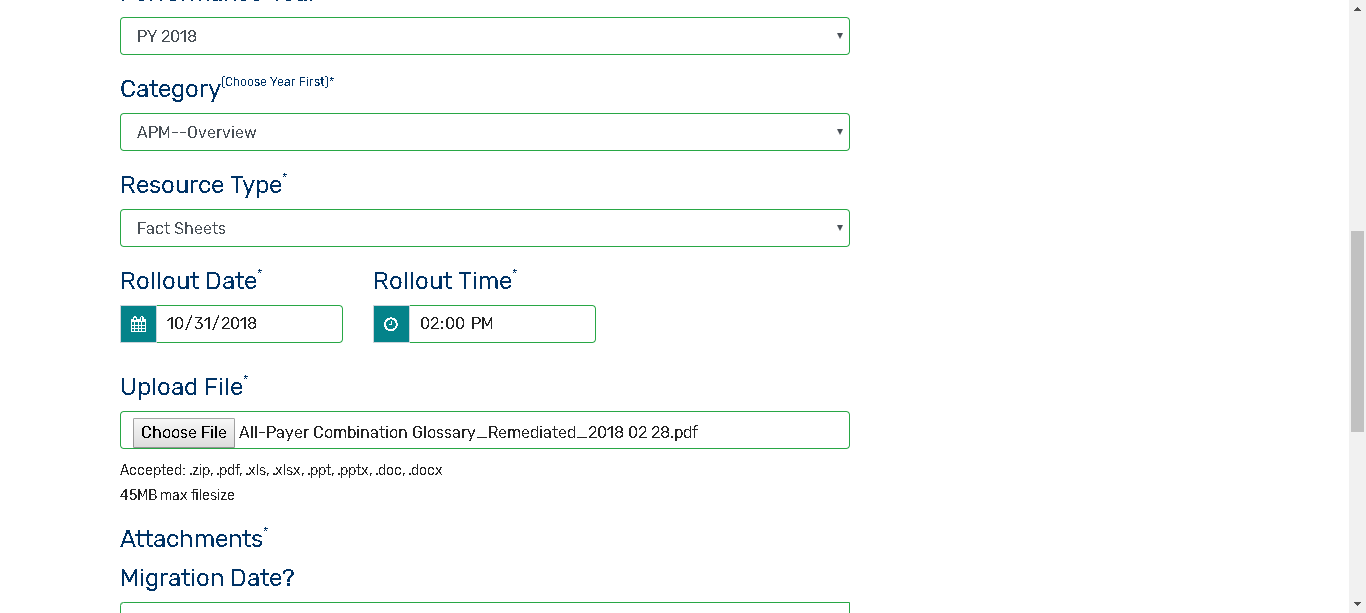 PY 2018
Category(Choose Year First)*
APM--Overview
Resource Type*
Fact Sheets
Rollout Date* Rollout Time*
10/31/2018 02:00 PM
Upload File*
Choose File All-Payer Combination Glossary_Remediated_2018 02 28.pdf
Accepted: .zip, .pdf, .xls, .xlsx, .ppt, .pptx, .doc, .docx
45MB max filesize
Attachments*
Migration Date?